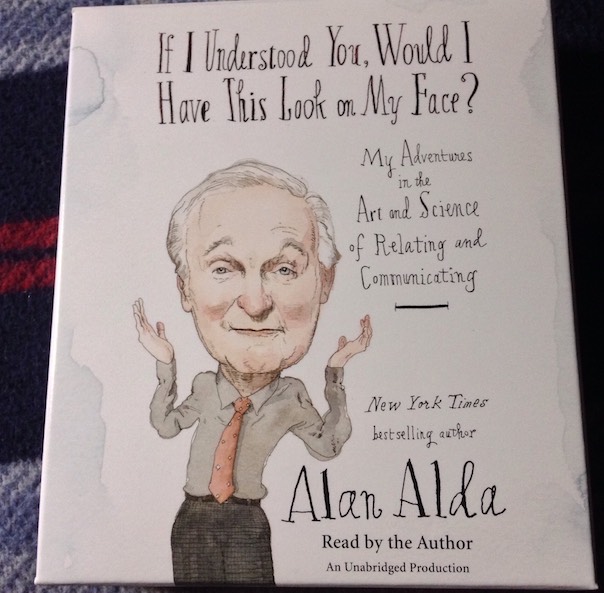 If I Understood You, Would I
Have This Look on My Face?
My Adventures
in the
Art and Science
of Relating and
Communicating
New York Times
bestselling author
Alan Alda
Read by the Author
An Unabridged Production